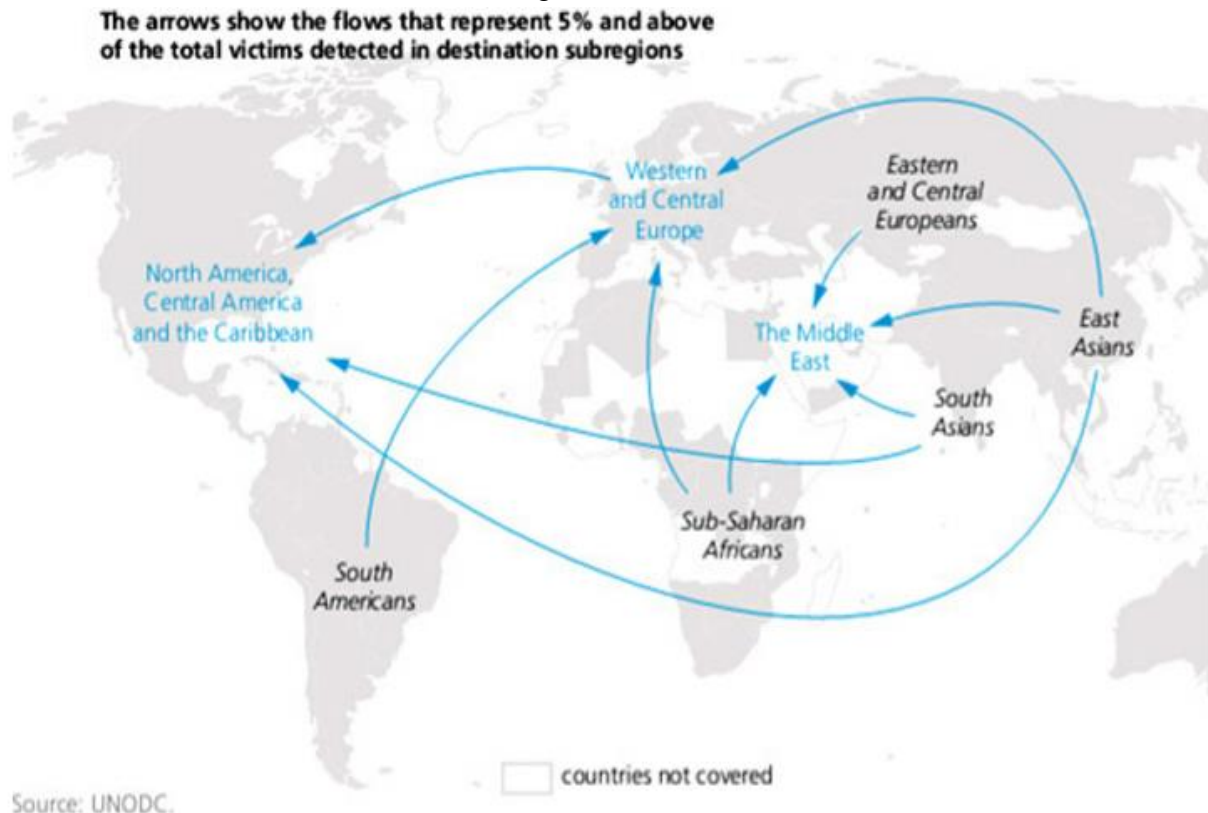 The arrows show the flows that represent 5% and above
of the total victims detected in destination subregions
Western
and Central
Europe
Eastern
and Central
Europeans
North America,
Central America
and the Caribbean
The Middle
East
East
Asians
South
Asians
Sub-Saharan
Africans
South
Americans
countries not covered
Source: UNODC.